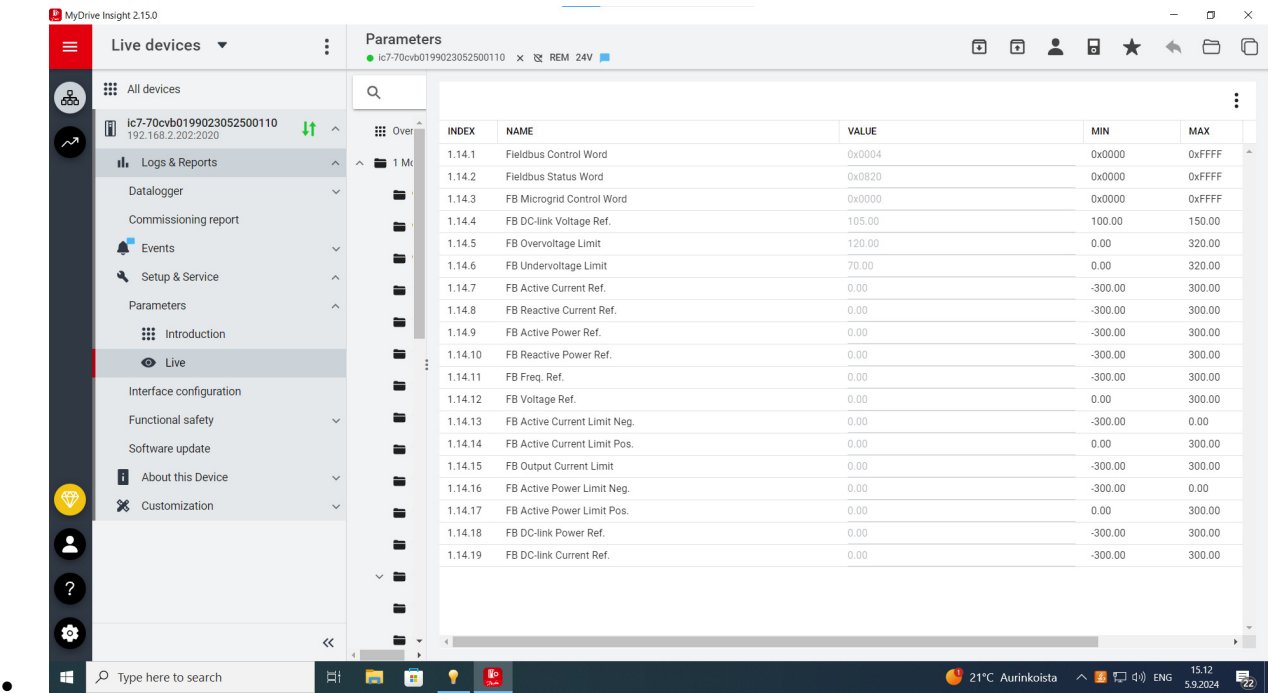 MyDrive Insight 2.15.0
Live devices
Parameters
ic7-70cvb0199023052500110 REM 24V
All devices
ic7-70cvb0199023052500110
192.168.2.202:2020
Logs & Reports
Datalogger
Commissioning report
Events
Setup & Service
Parameters
Introduction
Live
Interface configuration
Functional safety
Software update
About this Device
Customization
Over
1 Mo
INDEX NAME VALUE MIN MAX
1.14.1 Fieldbus Control Word 0x0004 0x0000 0xFFFF
1.14.2 Fieldbus Status Word 0x0820 0x0000 0xFFFF
1.14.3 FB Microgrid Control Word 0x0000 0x0000 0xFFFF
1.14.4 FB DC-link Voltage Ref. 105.00 100.00 150.00
1.14.5 FB Overvoltage Limit 120.00 0.00 320.00
1.14.6 FB Undervoltage Limit 70.00 0.00 320.00
1.14.7 FB Active Current Ref. 0.00 -300.00 300.00
1.14.8 FB Reactive Current Ref. 0.00 -300.00 300.00
1.14.9 FB Active Power Ref. 0.00 -300.00 300.00
1.14.10 FB Reactive Power Ref. 0.00 -300.00 300.00
1.14.11 FB Freq. Ref. 0.00 -300.00 300.00
1.14.12 FB Voltage Ref. 0.00 0.00 300.00
1.14.13 FB Active Current Limit Neg. 0.00 -300.00 0.00
1.14.14 FB Active Current Limit Pos. 0.00 0.00 300.00
1.14.15 FB Output Current Limit 0.00 -300.00 300.00
1.14.16 FB Active Power Limit Neg. 0.00 -300.00 0.00
1.14.17 FB Active Power Limit Pos. 0.00 0.00 300.00
1.14.18 FB DC-link Power Ref. 0.00 -300.00 300.00
1.14.19 FB DC-link Current Ref. 0.00 -300.00 300.00
Type here to search
21°C Aurinkoista
ENG
15.12
5.9.2024
22